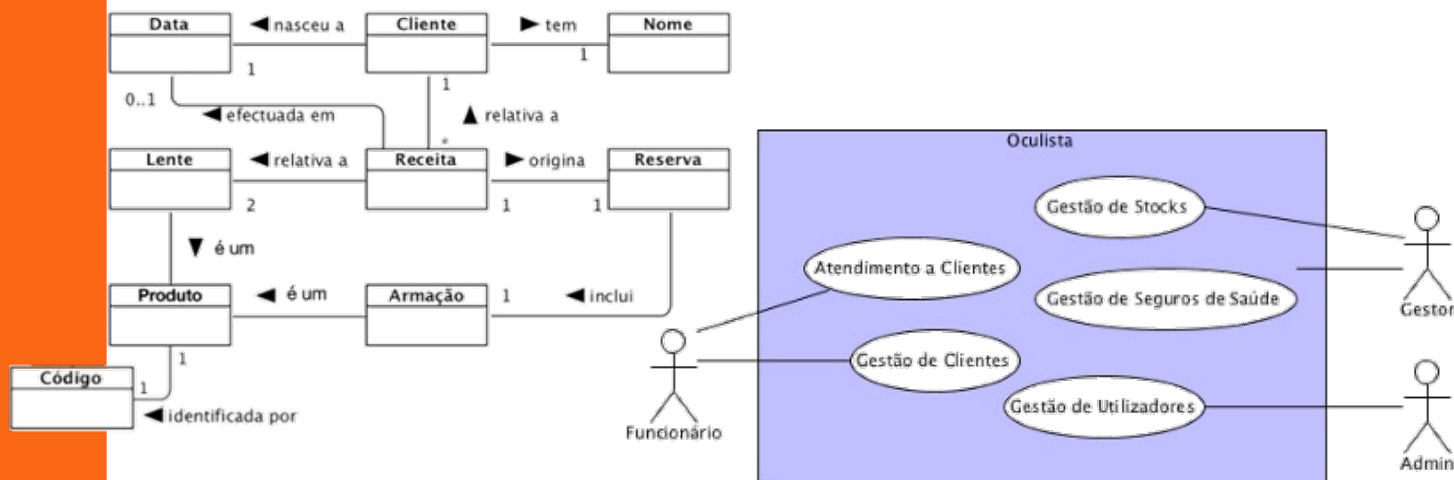 Data
nasceu a
Cliente
tem
Nome
1
1
0..1
1
efectuada em
relativa a
*
Lente
relativa a
Receita
origina
Reserva
2
1
1
é um
Produto
é um
Armação
1
inclui
1
Código
1
identificada por
Oculista
Gestão de Stocks
Atendimento a Clientes
Gestão de Seguros de Saúde
Gestor
Gestão de Clientes
Gestão de Utilizadores
Funcionário
Admin